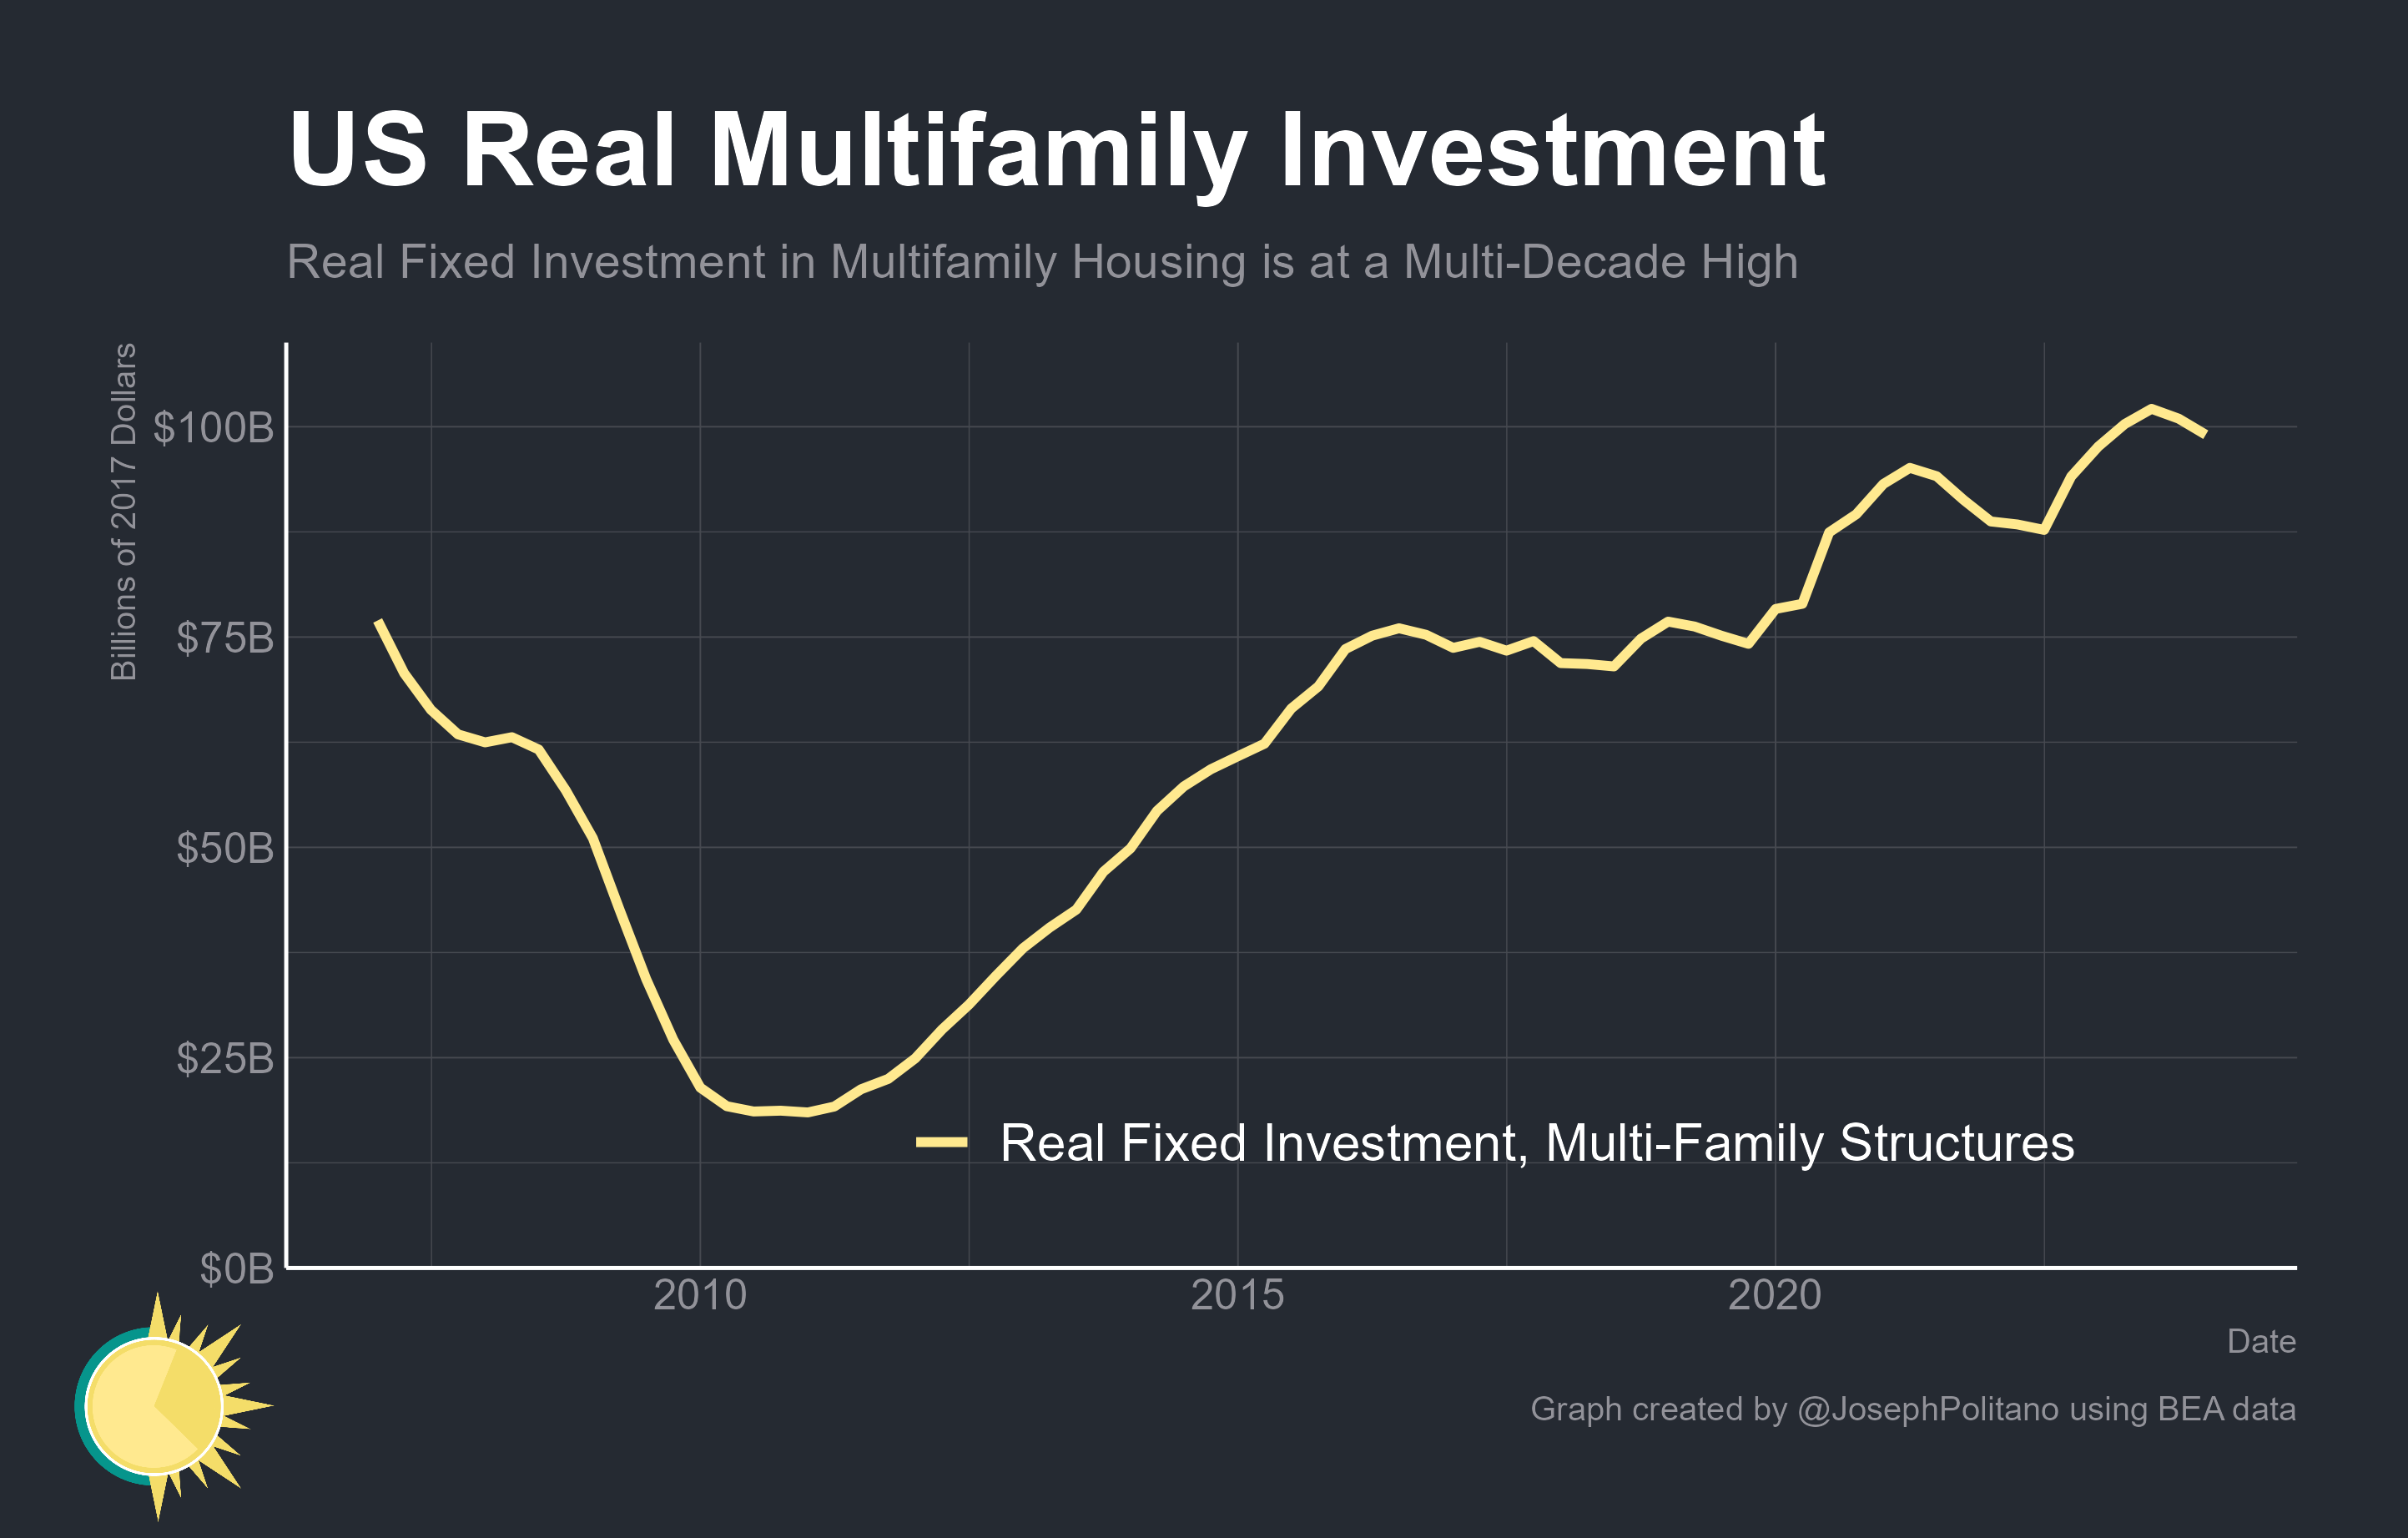 US Real Multifamily Investment
Real Fixed Investment in Multifamily Housing is at a Multi-Decade High
Billions of 2017 Dollars
$100B
$75B
$50B
$25B
$0B
Real Fixed Investment, Multi-Family Structures
2010 2015 2020
Date
Graph created by @JosephPolitano using BEA data